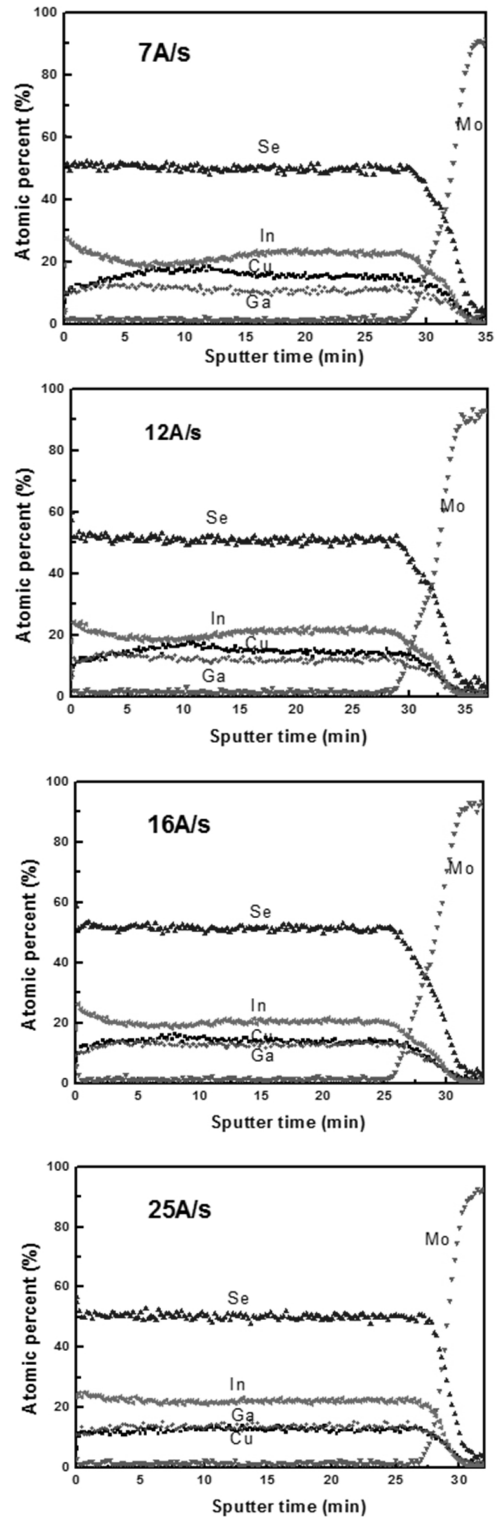 7A/s
Atomic percent (%)
100
80
60
40
20
0
Se
In
Cu
Ga
Mo
0 5 10 15 20 25 30 35
Sputter time (min)
12A/s
Atomic percent (%)
100
80
60
40
20
0
Se
In
Cu
Ga
Mo
0 5 10 15 20 25 30 35
Sputter time (min)
16A/s
Atomic percent (%)
100
80
60
40
20
0
Se
In
Cu
Ga
Mo
0 5 10 15 20 25 30
Sputter time (min)
25A/s
Atomic percent (%)
100
80
60
40
20
0
Mo
Se
In
Ga
Cu
0 5 10 15 20 25 30
Sputter time (min)